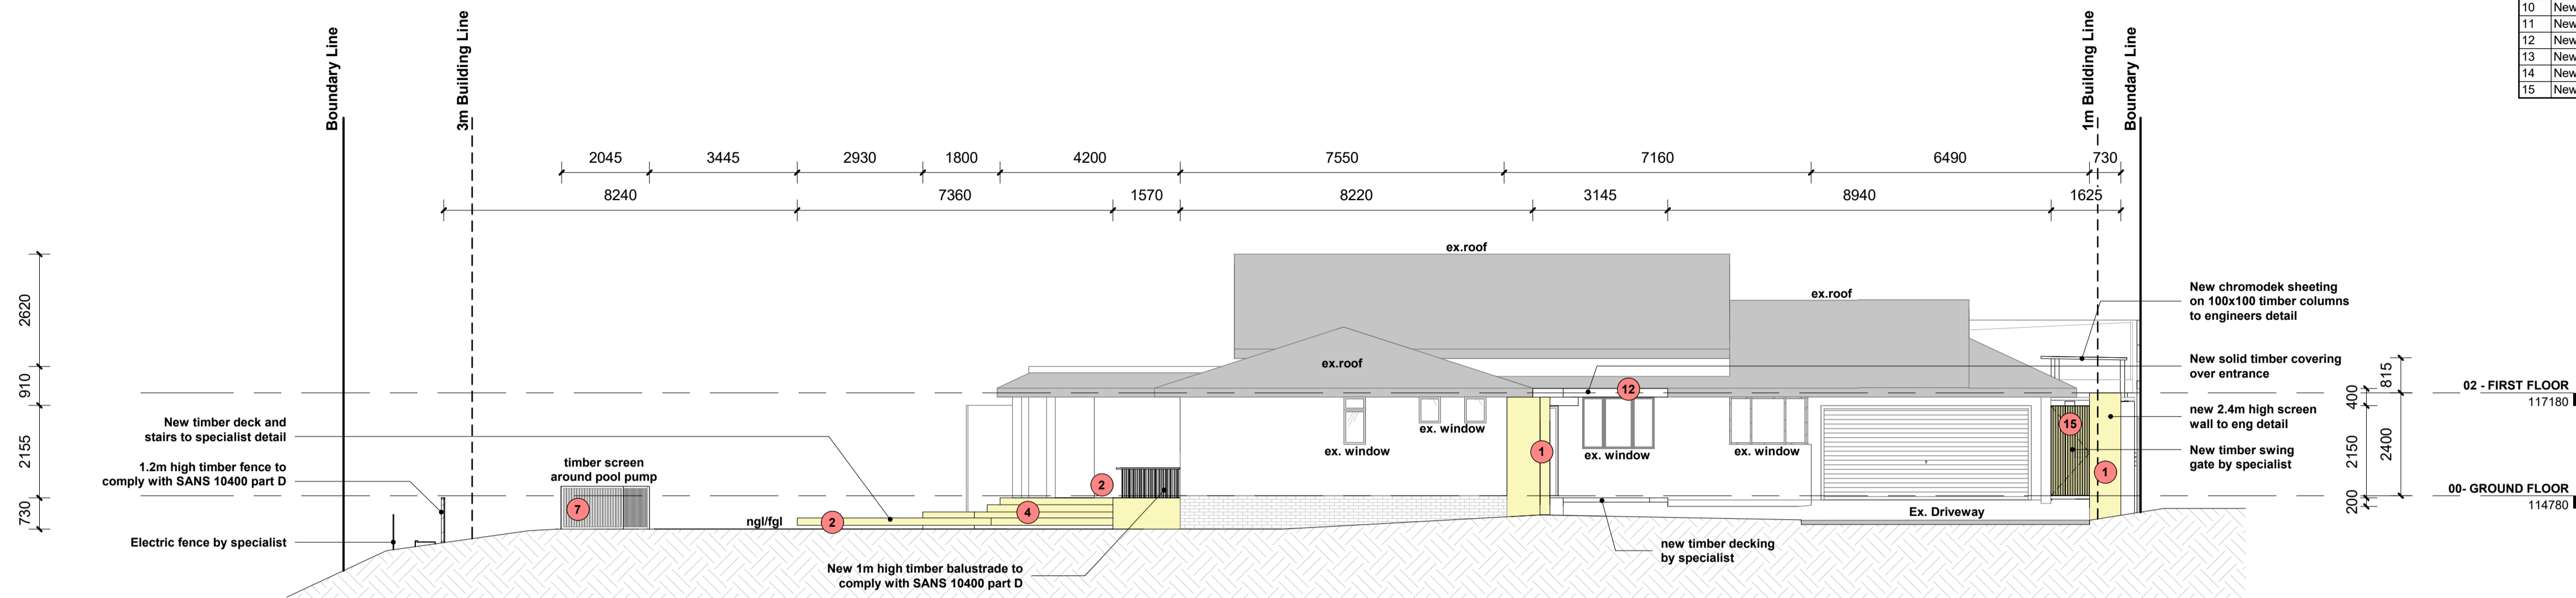 10 New
11 New
12 New
13 New
14 New
15 New
Boundary Line
3m Building Line
1m Building Line
Boundary Line
2045 3445 2930 1800 4200 7550 7160 6490 730
8240 7360 1570 8220 3145 8940 1625
2620
910
2155
730
ex.roof
ex.roof
ex.roof
New chromodek sheeting
on 100x100 timber columns
to engineers detail
New solid timber covering
over entrance
12
815
400
2150
2400
200
02 - FIRST FLOOR
117180
new 2.4m high screen
wall to eng detail
New timber swing
gate by specialist
15
1
00- GROUND FLOOR
114780
New timber deck and
stairs to specialist detail
1.2m high timber fence to
comply with SANS 10400 part D
Electric fence by specialist
timber screen
around pool pump
7
ngl/fgl
2
4
2
ex. window
ex. window
1
ex. window
ex. window
Ex. Driveway
New 1m high timber balustrade to
comply with SANS 10400 part D
new timber decking
by specialist